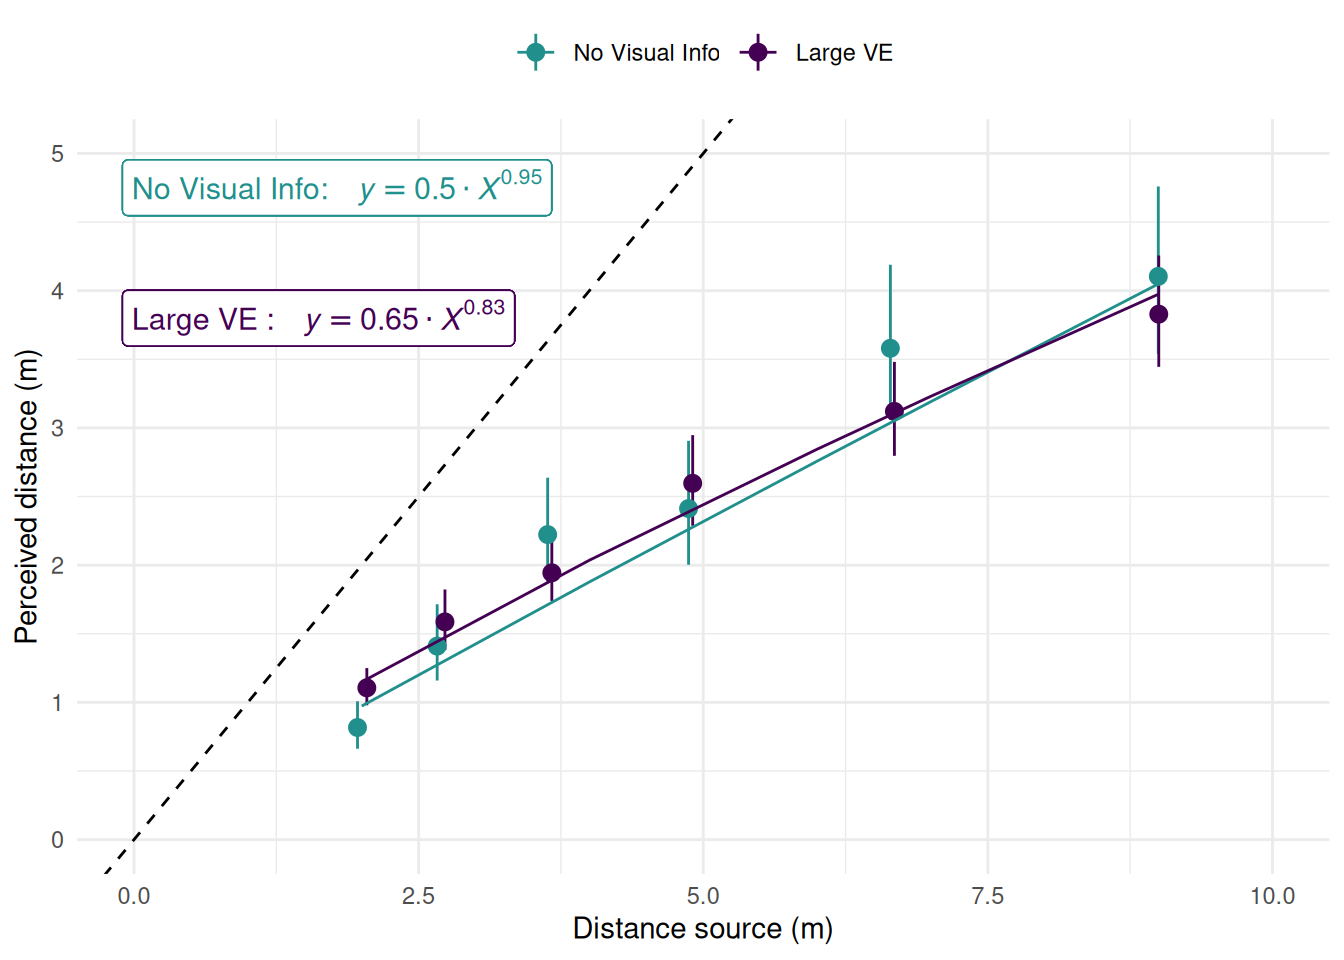 No Visual Info Large VE
5
No Visual Info: y = 0.5 · X^0.95
4
Large VE : y = 0.65 · X^0.83
3
2
1
0
Perceived distance (m)
0.0 2.5 5.0 7.5 10.0
Distance source (m)